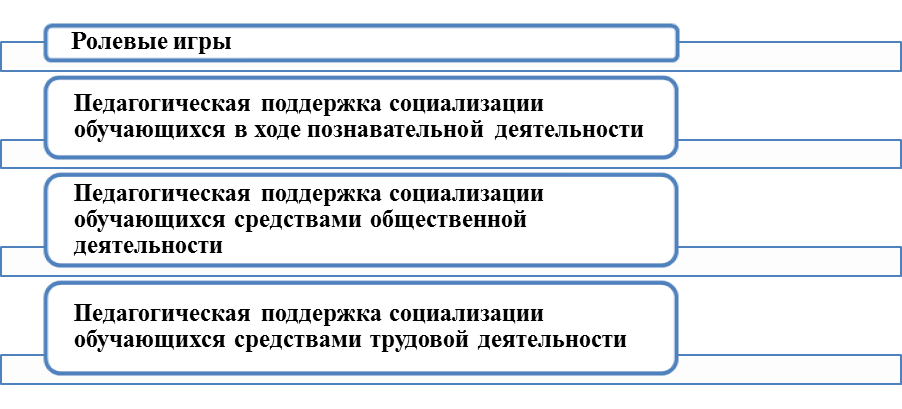 Ролевые игры
Педагогическая поддержка социализации
обучающихся в ходе познавательной деятельности
Педагогическая поддержка социализации
обучающихся средствами общественной
деятельности
Педагогическая поддержка социализации
обучающихся средствами трудовой деятельности